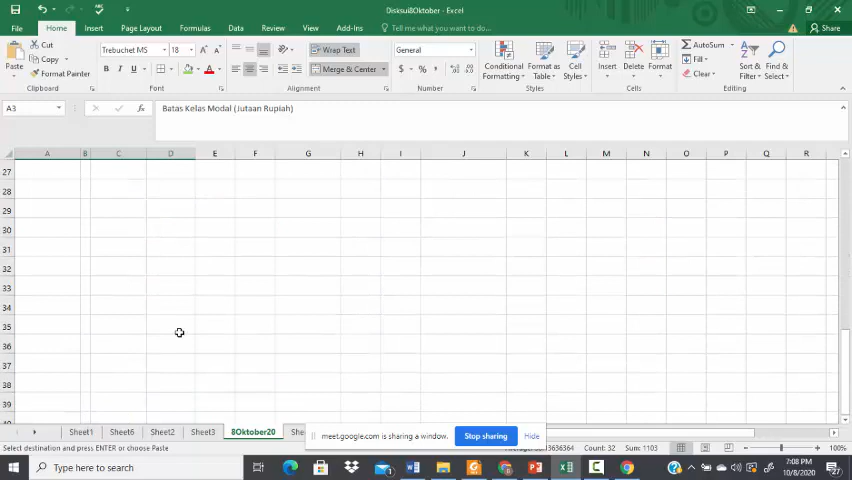 Disksui8Oktober - Excel
File
Home
Insert
Page Layout
Formulas
Data
Review
View
Add-Ins
Tell me what you want to do...
Share
Paste
Cut
Copy
Format Painter
Clipboard
Trebuchet MS
18
B I U
Font
Wrap Text
Merge & Center
Alignment
General
$ % ,
Number
Conditional Formatting
Format as Table
Cell Styles
Styles
Insert
Delete
Format
Cells
AutoSum
Fill
Clear
Sort & Filter
Find & Select
Editing
A3
fx
Batas Kelas Modal (Jutaan Rupiah)
A B C D E F G H I J K L M N O P Q R
27
28
29
30
31
32
33
34
35
36
37
38
39
Sheet1
Sheet6
Sheet2
Sheet3
8Oktober20
meet.google.com is sharing a window.
Stop sharing
Hide
Select destination and press ENTER or choose Paste
Count: 32
Sum: 1103
100%
Type here to search
7:08 PM
10/8/2020
27